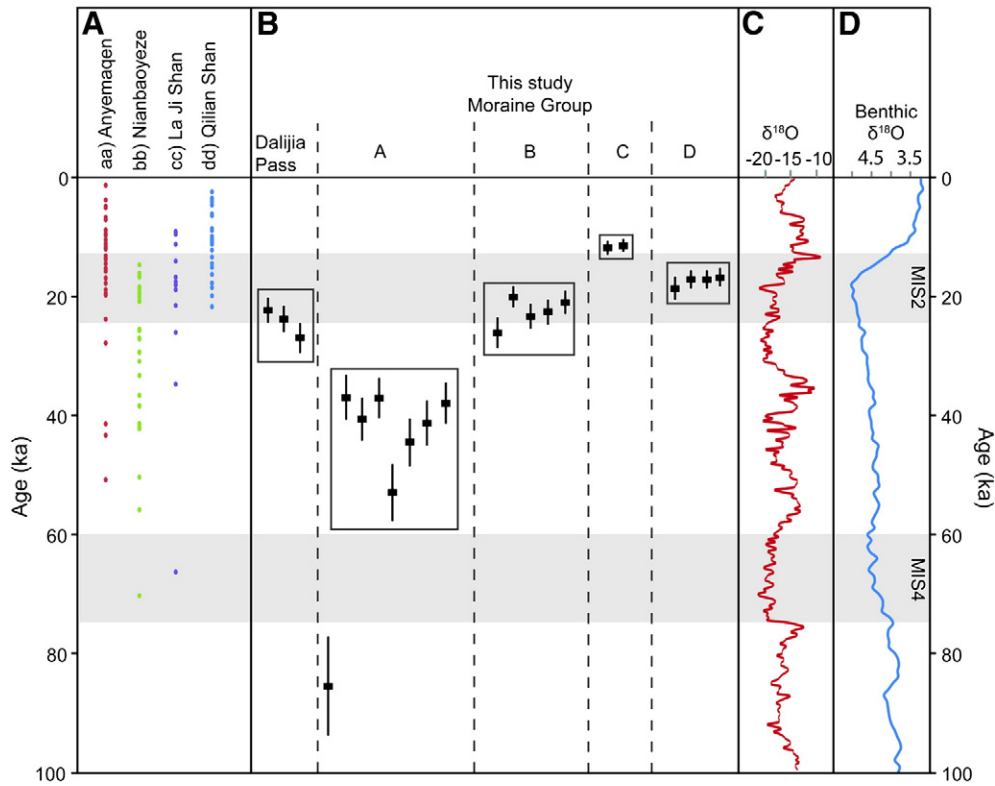 A
B
C
D
aa) Anyemaqen
bb) Nianbaoyeze
cc) La Ji Shan
dd) Qilian Shan
This study
Moraine Group
Dalijia
Pass
A
B
C
D
δ¹⁸O
-20 -15 -10
Benthic
δ¹⁸O
4.5 3.5
0
20
40
60
80
100
Age (ka)
MIS2
MIS4
0
20
40
60
80
100
Age (ka)